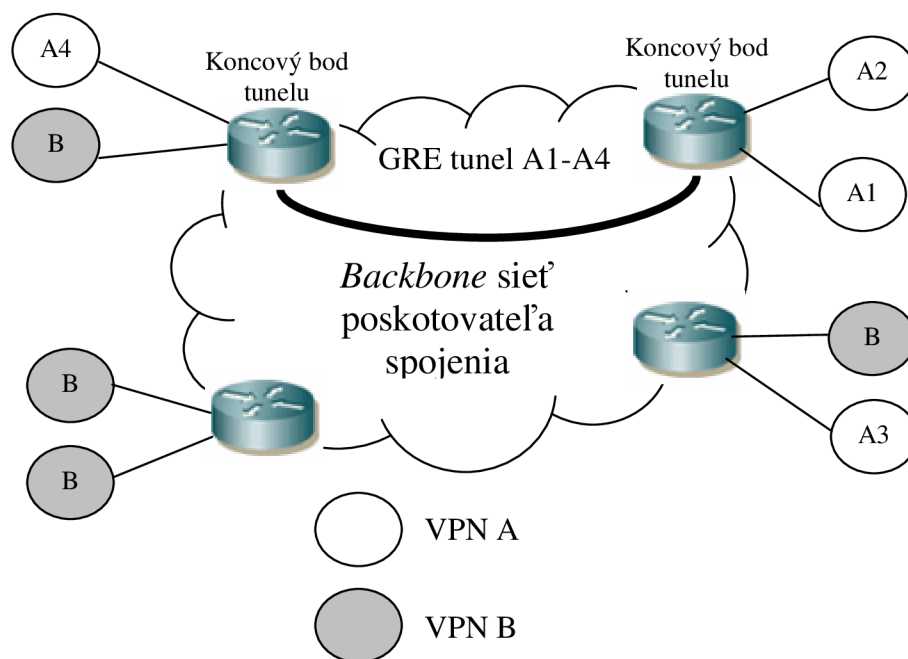 A4
Koncový bod
tunelu
Koncový bod
tunelu
A2
B
GRE tunel A1-A4
A1
Backbone sieť
poskotovateľa
spojenia
B
B
A3
B
VPN A
VPN B